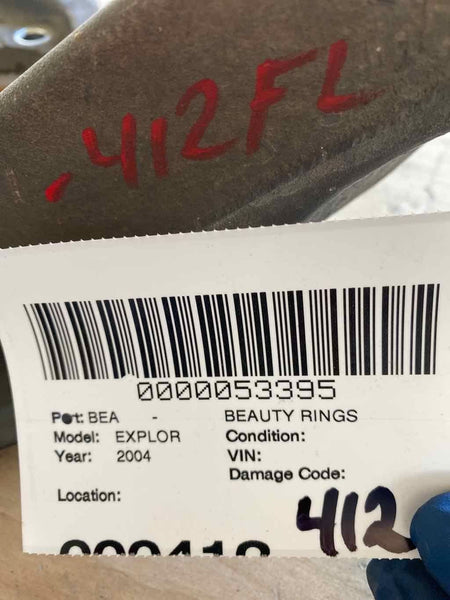 -412FL
0000053395
Part: BEA - BEAUTY RINGS
Model: EXPLOR Condition:
Year: 2004 VIN:
Damage Code:
Location:
412